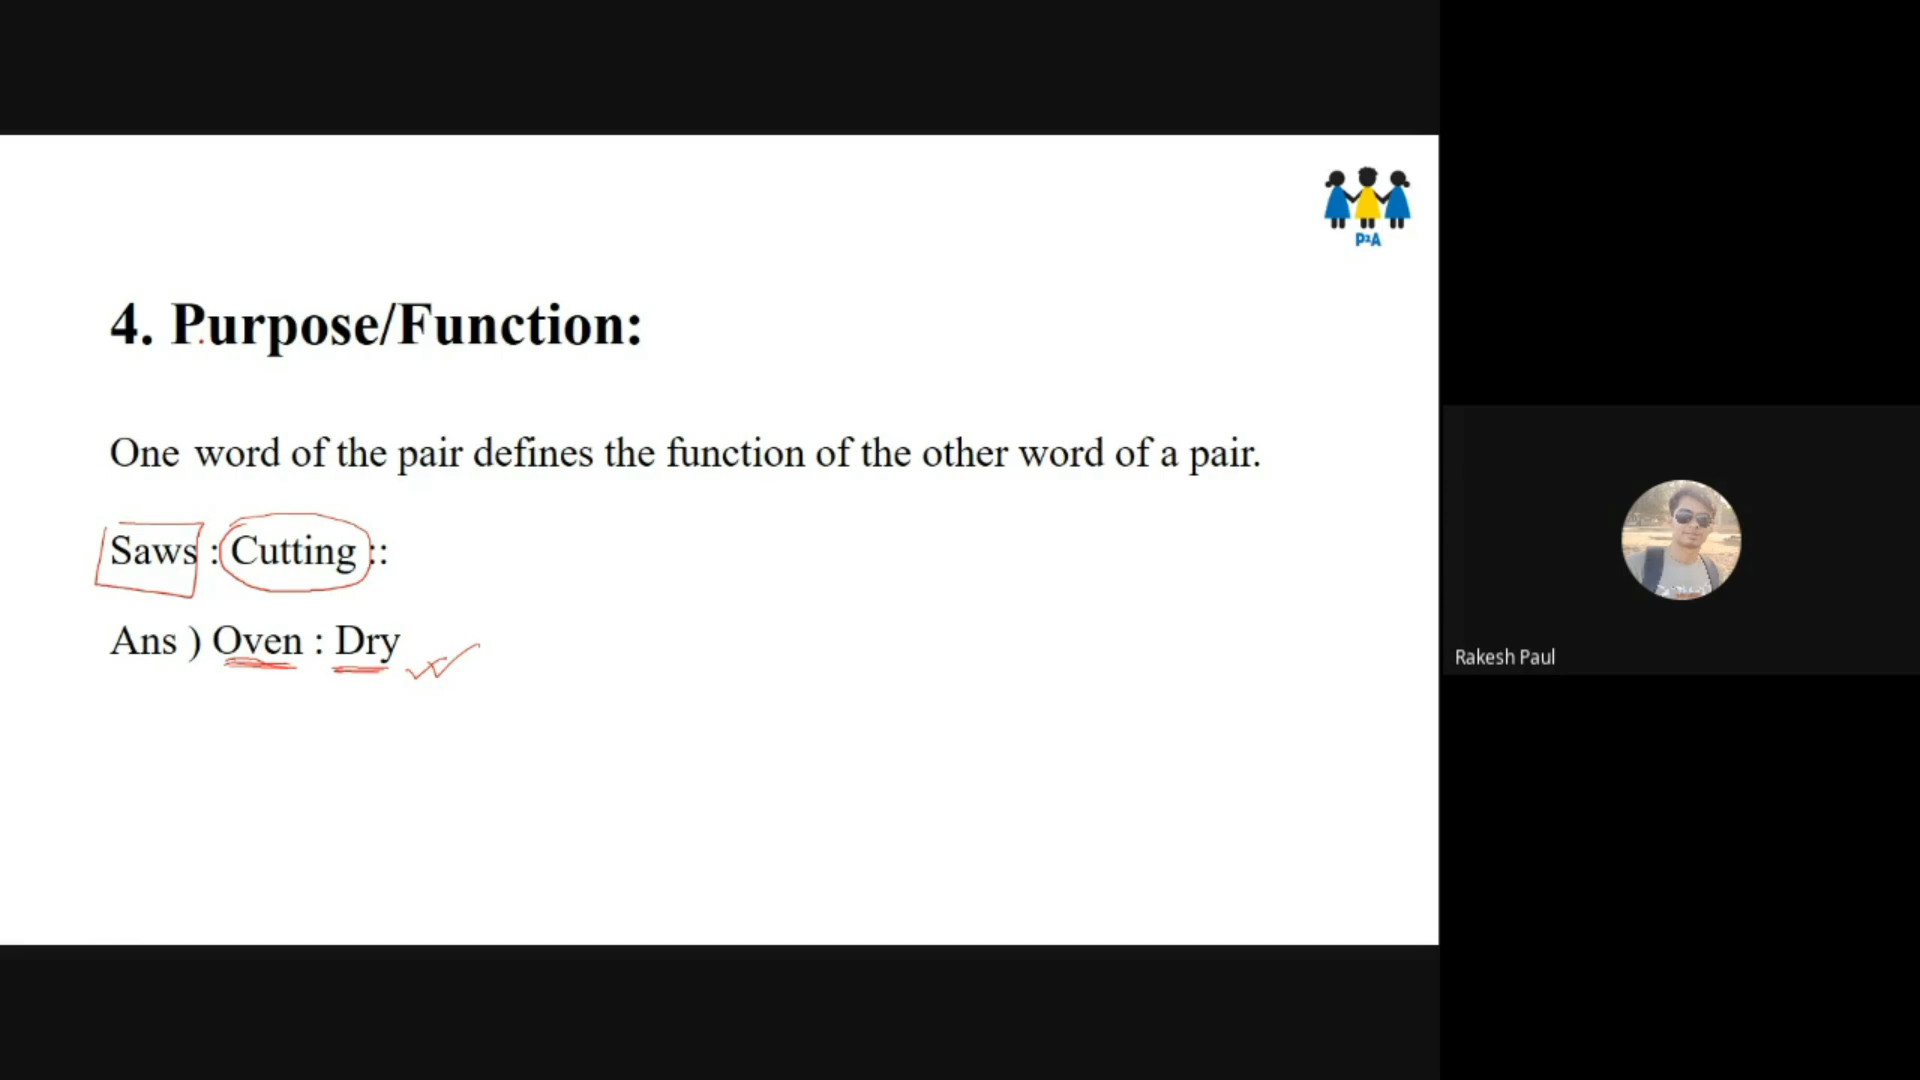 P²A
4. Purpose/Function:
One word of the pair defines the function of the other word of a pair.
Saws : Cutting ::
Ans ) Oven : Dry
Rakesh Paul